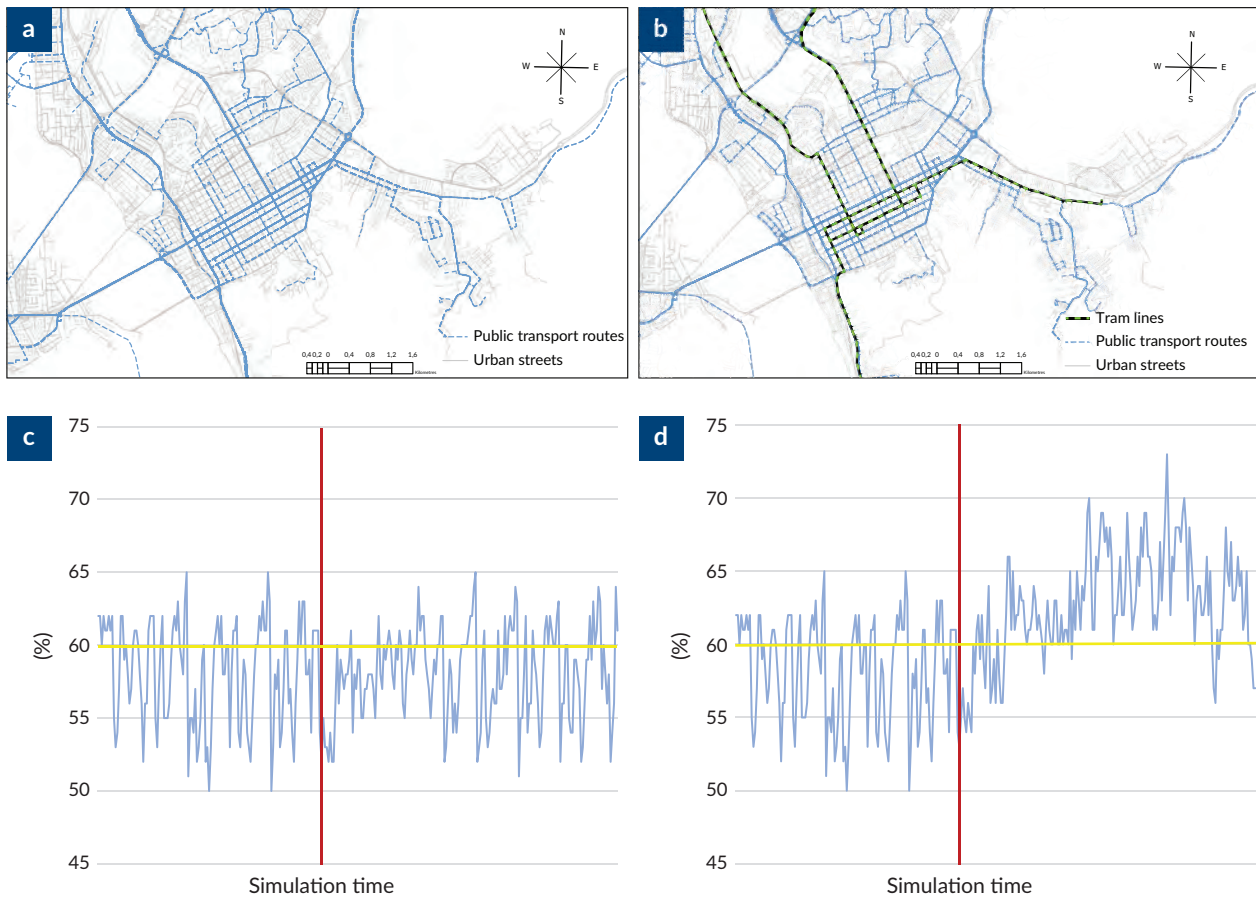 a
N
W E
S
Public transport routes
Urban streets
0,4 0,2 0 0,4 0,8 1,2 1,6
Kilometres
b
N
W E
S
Tram lines
Public transport routes
Urban streets
0,4 0,2 0 0,4 0,8 1,2 1,6
Kilometres
c
75
70
65
60
55
50
45
(%)
Simulation time
d
75
70
65
60
55
50
45
(%)
Simulation time